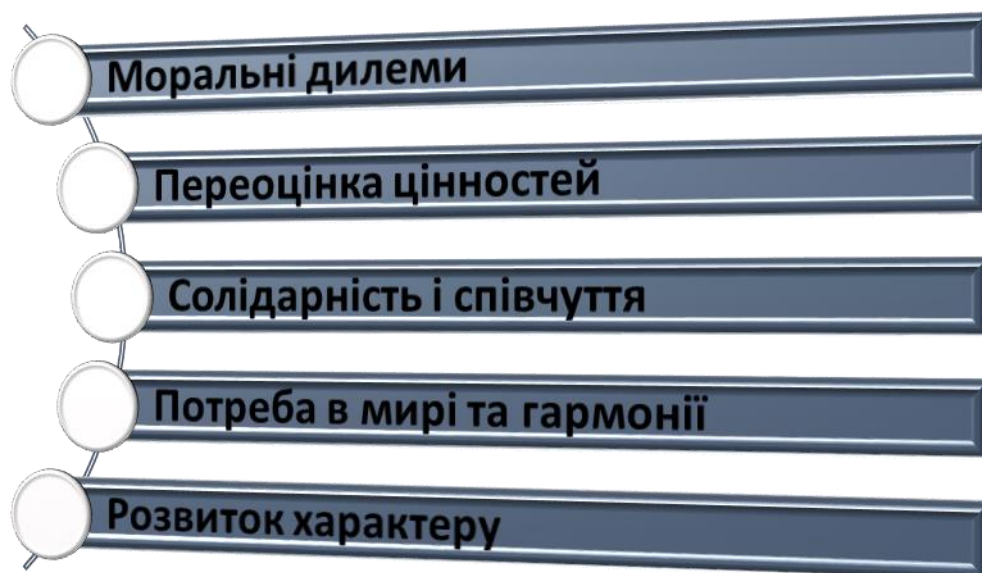 Моральні дилеми
Переоцінка цінностей
Солідарність і співчуття
Потреба в мирі та гармонії
Розвиток характеру